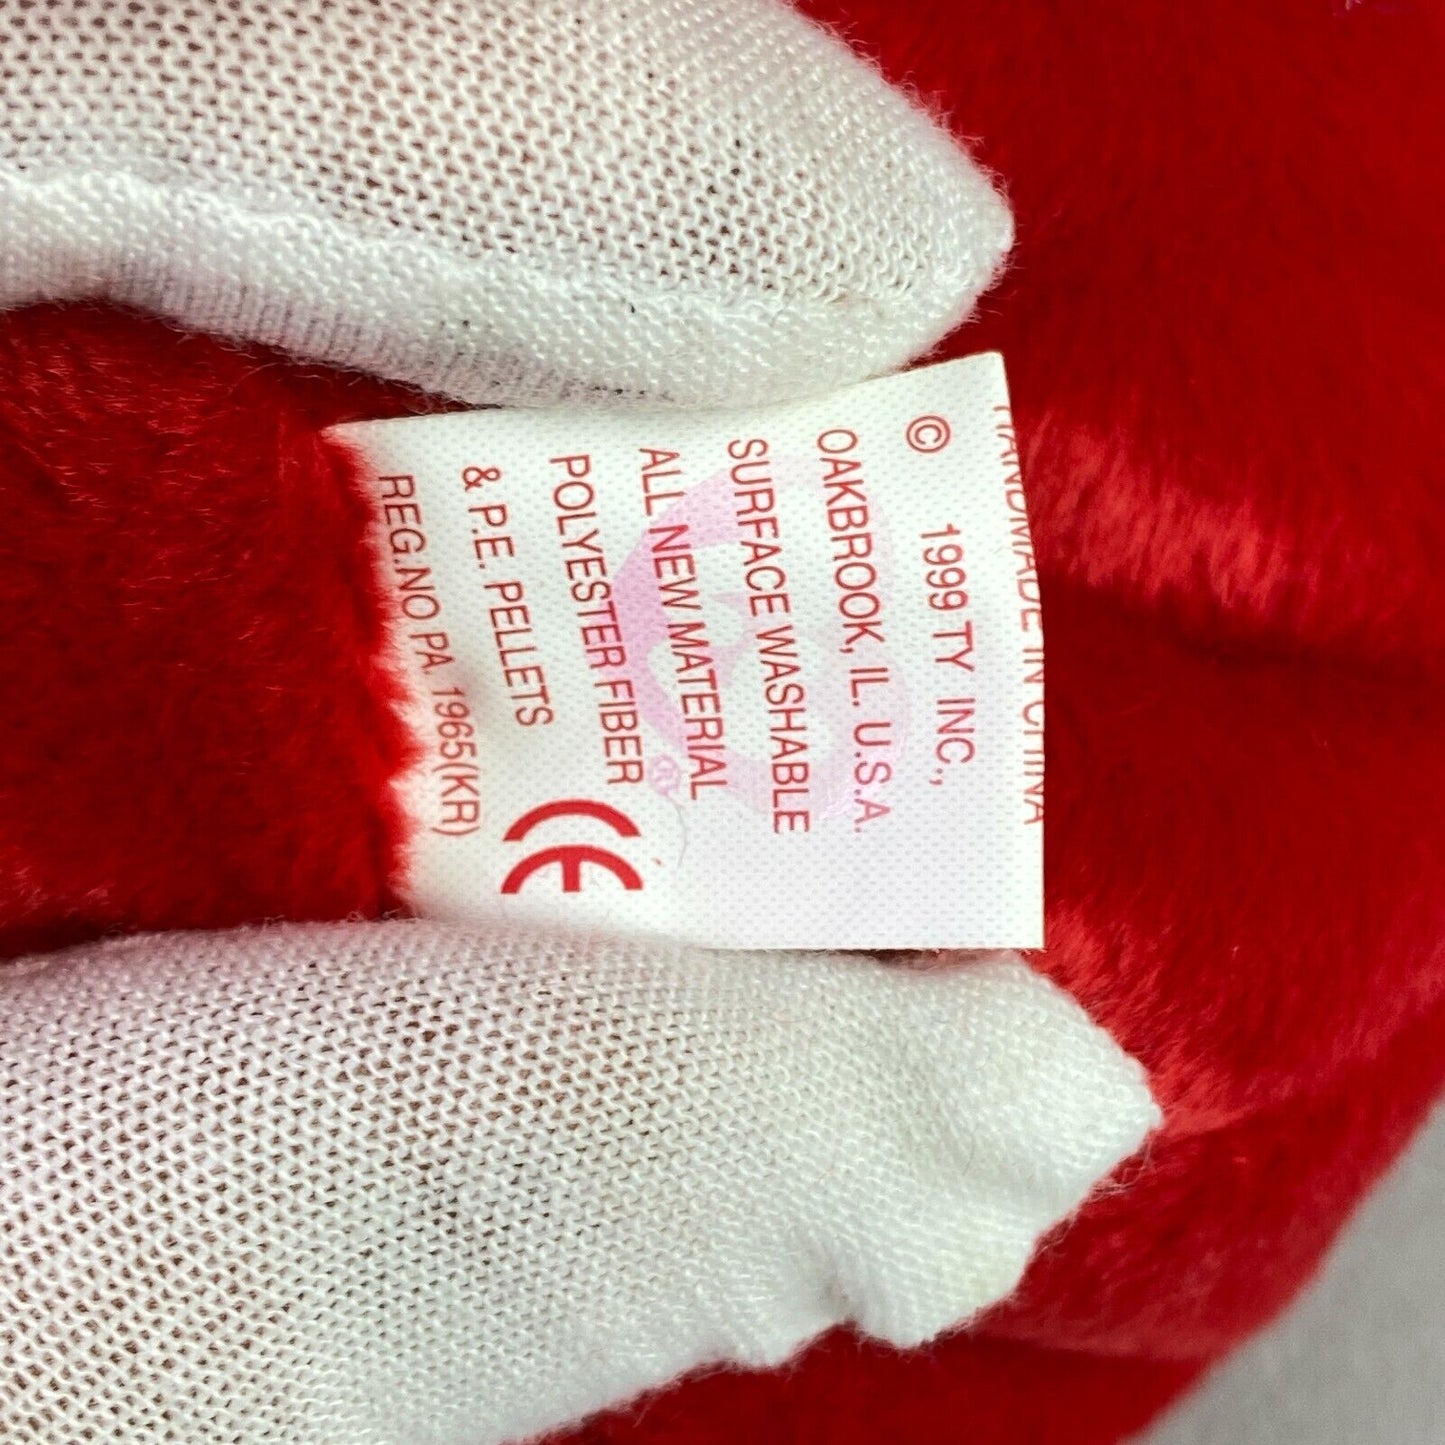 HANDMADE IN CHINA
© 1999 TY INC.,
OAKBROOK, IL. U.S.A.
SURFACE WASHABLE
ALL NEW MATERIAL
POLYESTER FIBER ®
& P.E. PELLETS CE
REG.NO PA. 1965(KR)